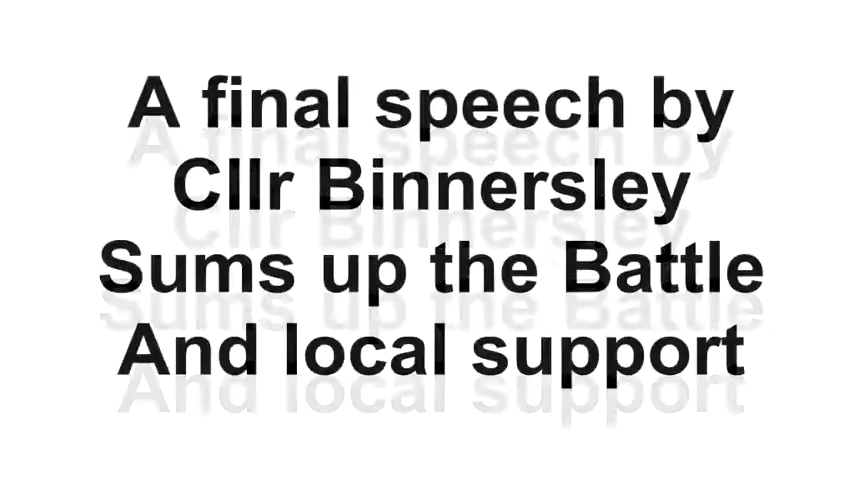 A final speech by
Cllr Binnersley
Sums up the Battle
And local support